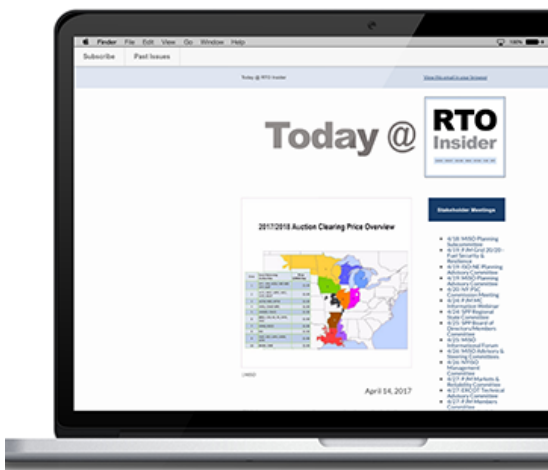 Finder File Edit View Go Window Help
100%
Subscribe Past Issues
Today @ RTO Insider
View this email in your browser
Today @
RTO
Insider
Stakeholder Meetings
2017/2018 Auction Clearing Price Overview
4/18: MISO Planning
Subcommittee
4/19: PJM Grid 20/20 -
Fuel Security &
Resilience
4/19: ISO-NE Planning
Advisory Committee
4/19: MISO Planning
Advisory Committee
4/20: NY PSC
Commission Meeting
4/24: PJM MC
Information Webinar
4/24: SPP Regional
State Committee
4/25: SPP Board of
Directors/Members
Committee
4/25: MISO
Informational Forum
4/26: MISO Advisory &
Steering Committees
4/26: NYISO
Management
Committee
4/27: PJM Markets &
Reliability Committee
4/27: ERCOT Technical
Advisory Committee
4/27: PJM Members
Committee
| MISO
April 14, 2017